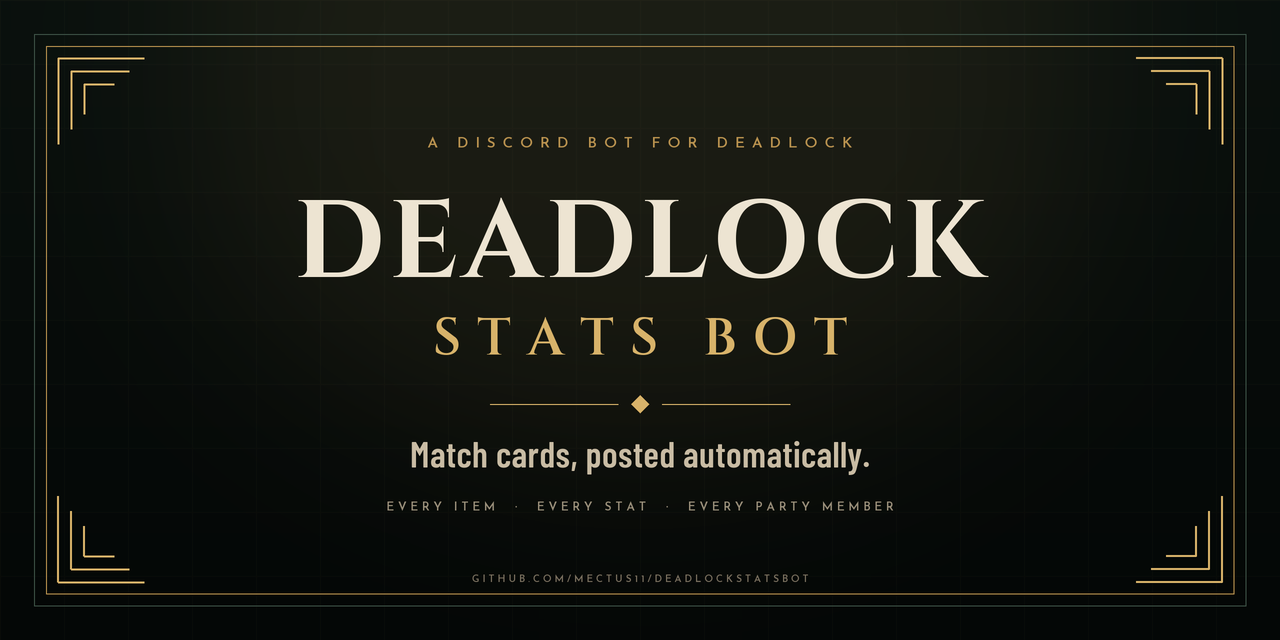 A DISCORD BOT FOR DEADLOCK
DEADLOCK
STATS BOT
Match cards, posted automatically.
EVERY ITEM · EVERY STAT · EVERY PARTY MEMBER
GITHUB.COM/MECTUS11/DEADLOCKSTATSBOT